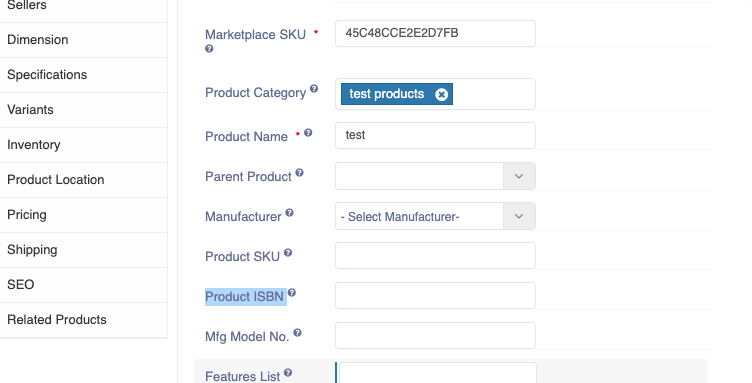 Sellers
Dimension
Specifications
Variants
Inventory
Product Location
Pricing
Shipping
SEO
Related Products
Marketplace SKU * 45C48CCE2E2D7FB
Product Category test products
Product Name * test
Parent Product
Manufacturer - Select Manufacturer-
Product SKU
Product ISBN
Mfg Model No.
Features List